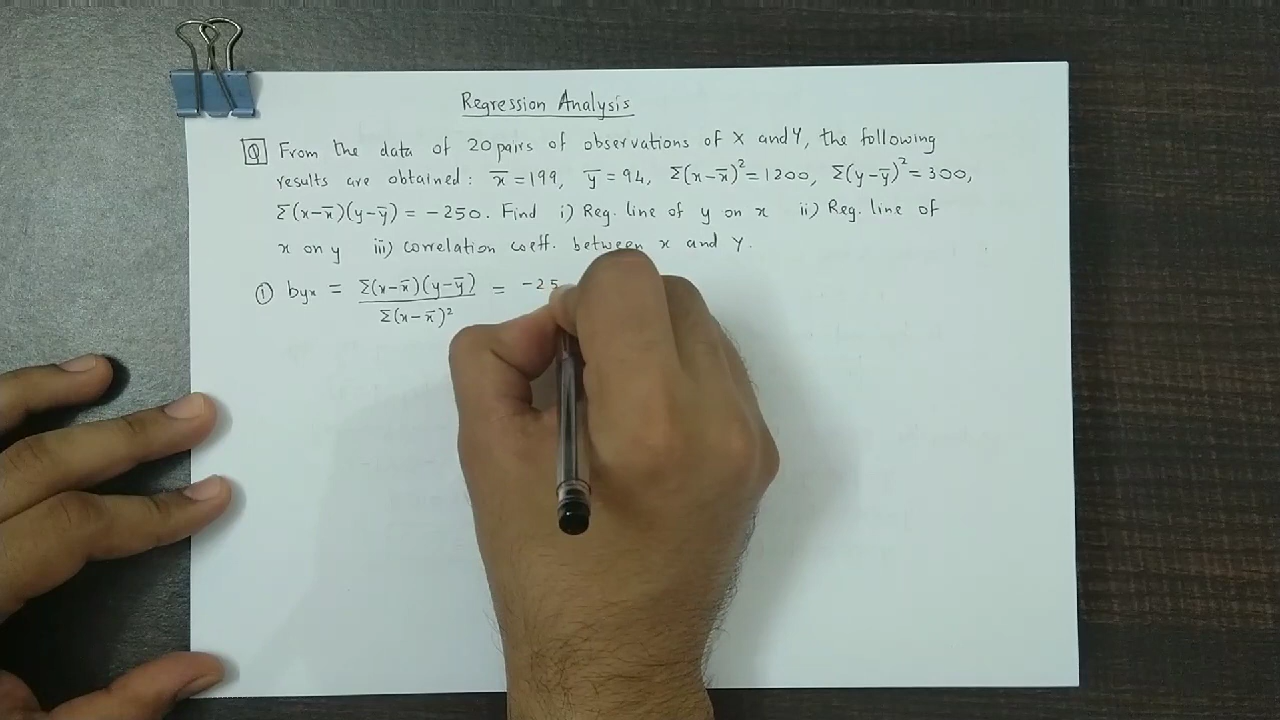 Regression Analysis
Q From the data of 20 pairs of observations of X and Y, the following
results are obtained: x̅ = 199, y̅ = 94, Σ(x-x̅)² = 1200, Σ(y-y̅)² = 300,
Σ(x-x̅)(y-y̅) = -250. Find i) Reg. line of y on x ii) Reg. line of
x on y iii) correlation coeff. between x and Y.
① byx = Σ(x-x̅)(y-y̅) = -25
Σ(x-x̅)²